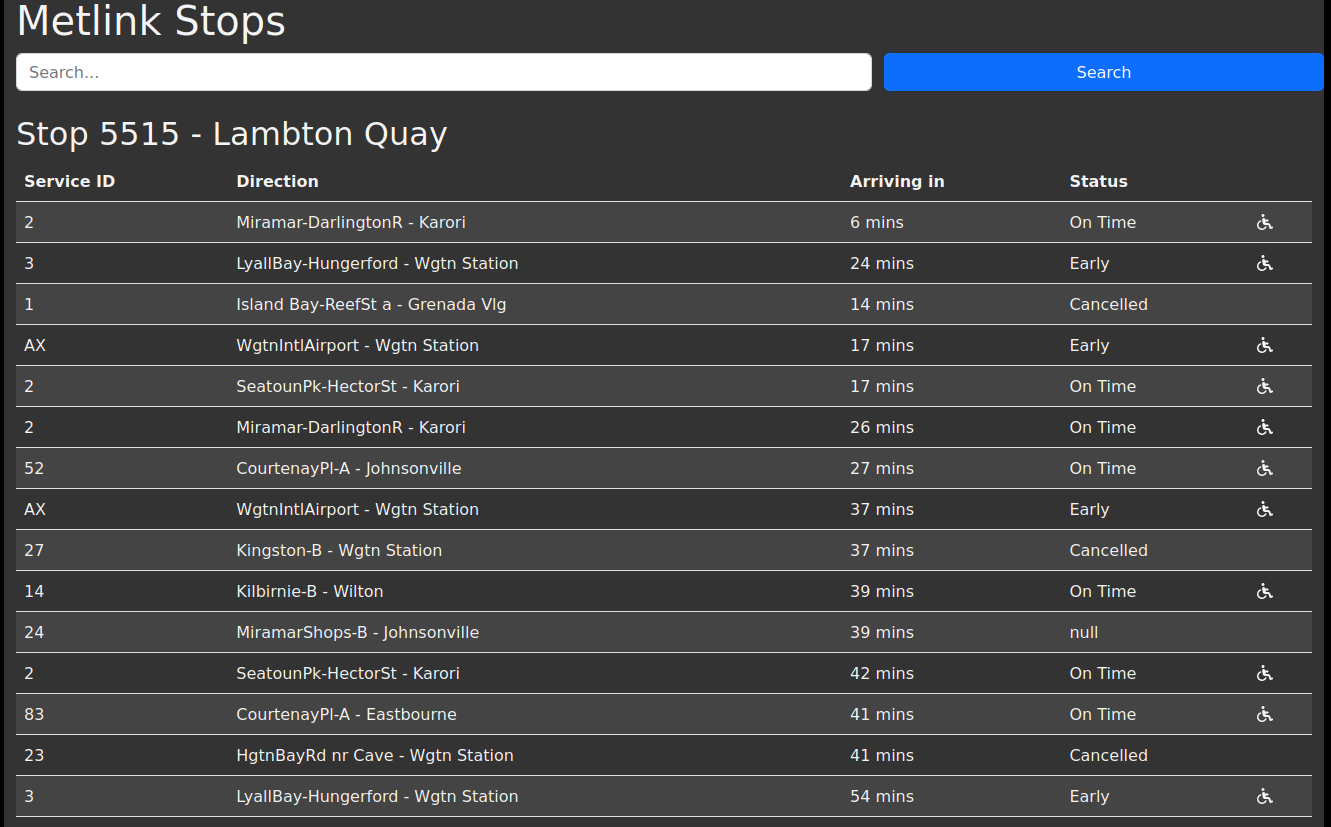 Metlink Stops
Search...
Search
Stop 5515 - Lambton Quay
Service ID Direction Arriving in Status
2 Miramar-DarlingtonR - Karori 6 mins On Time
3 LyallBay-Hungerford - Wgtn Station 24 mins Early
1 Island Bay-ReefSt a - Grenada Vlg 14 mins Cancelled
AX WgtnIntlAirport - Wgtn Station 17 mins Early
2 SeatounPk-HectorSt - Karori 17 mins On Time
2 Miramar-DarlingtonR - Karori 26 mins On Time
52 CourtenayPl-A - Johnsonville 27 mins On Time
AX WgtnIntlAirport - Wgtn Station 37 mins Early
27 Kingston-B - Wgtn Station 37 mins Cancelled
14 Kilbirnie-B - Wilton 39 mins On Time
24 MiramarShops-B - Johnsonville 39 mins null
2 SeatounPk-HectorSt - Karori 42 mins On Time
83 CourtenayPl-A - Eastbourne 41 mins On Time
23 HgtnBayRd nr Cave - Wgtn Station 41 mins Cancelled
3 LyallBay-Hungerford - Wgtn Station 54 mins Early